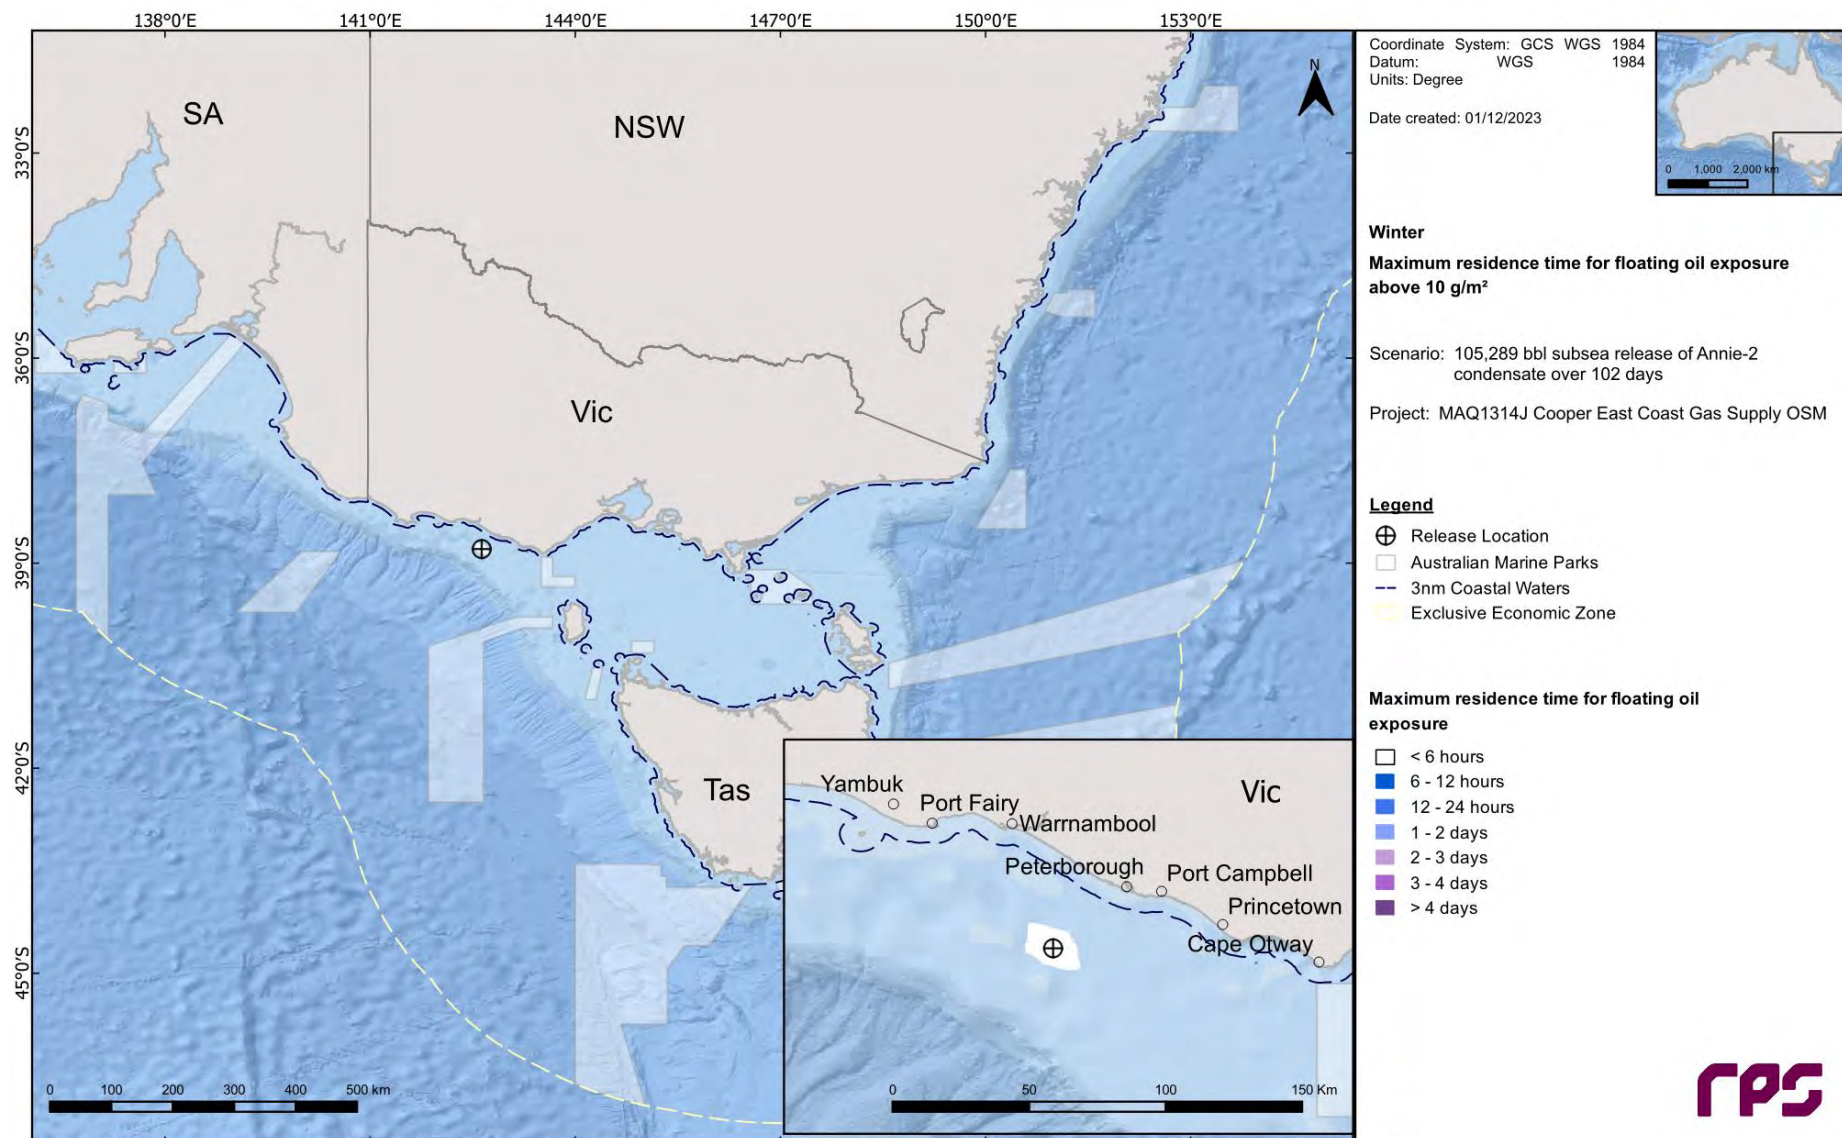 138°0'E 141°0'E 144°0'E 147°0'E 150°0'E 153°0'E
33°0'S
36°0'S
39°0'S
42°0'S
45°0'S
SA
NSW
Vic
Tas
0 100 200 300 400 500 km
Vic
Yambuk
Port Fairy
Warrnambool
Peterborough
Port Campbell
Princetown
Cape Otway
0 50 100 150 Km
Coordinate System: GCS WGS 1984
Datum: WGS 1984
Units: Degree
Date created: 01/12/2023
N
0 1,000 2,000 km
Winter
Maximum residence time for floating oil exposure
above 10 g/m²
Scenario: 105,289 bbl subsea release of Annie-2
condensate over 102 days
Project: MAQ1314J Cooper East Coast Gas Supply OSM
Legend
Release Location
Australian Marine Parks
3nm Coastal Waters
Exclusive Economic Zone
Maximum residence time for floating oil
exposure
< 6 hours
6 - 12 hours
12 - 24 hours
1 - 2 days
2 - 3 days
3 - 4 days
> 4 days
rps